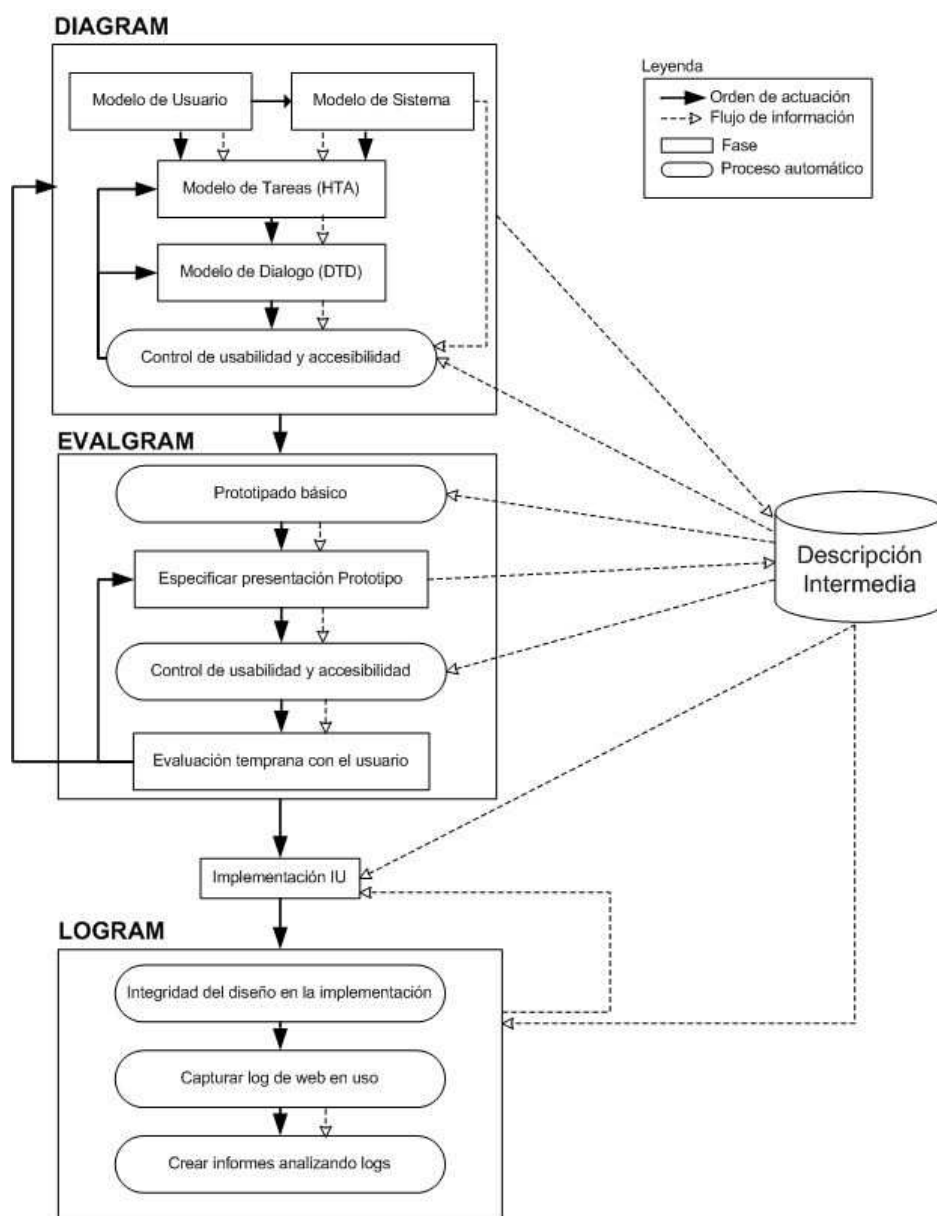 DIAGRAM
Modelo de Usuario
Modelo de Sistema
Modelo de Tareas (HTA)
Modelo de Dialogo (DTD)
Control de usabilidad y accesibilidad
Leyenda
Orden de actuación
Flujo de información
Fase
Proceso automático
EVALGRAM
Prototipado básico
Especificar presentación Prototipo
Control de usabilidad y accesibilidad
Evaluación temprana con el usuario
Descripción
Intermedia
Implementación IU
LOGRAM
Integridad del diseño en la implementación
Capturar log de web en uso
Crear informes analizando logs